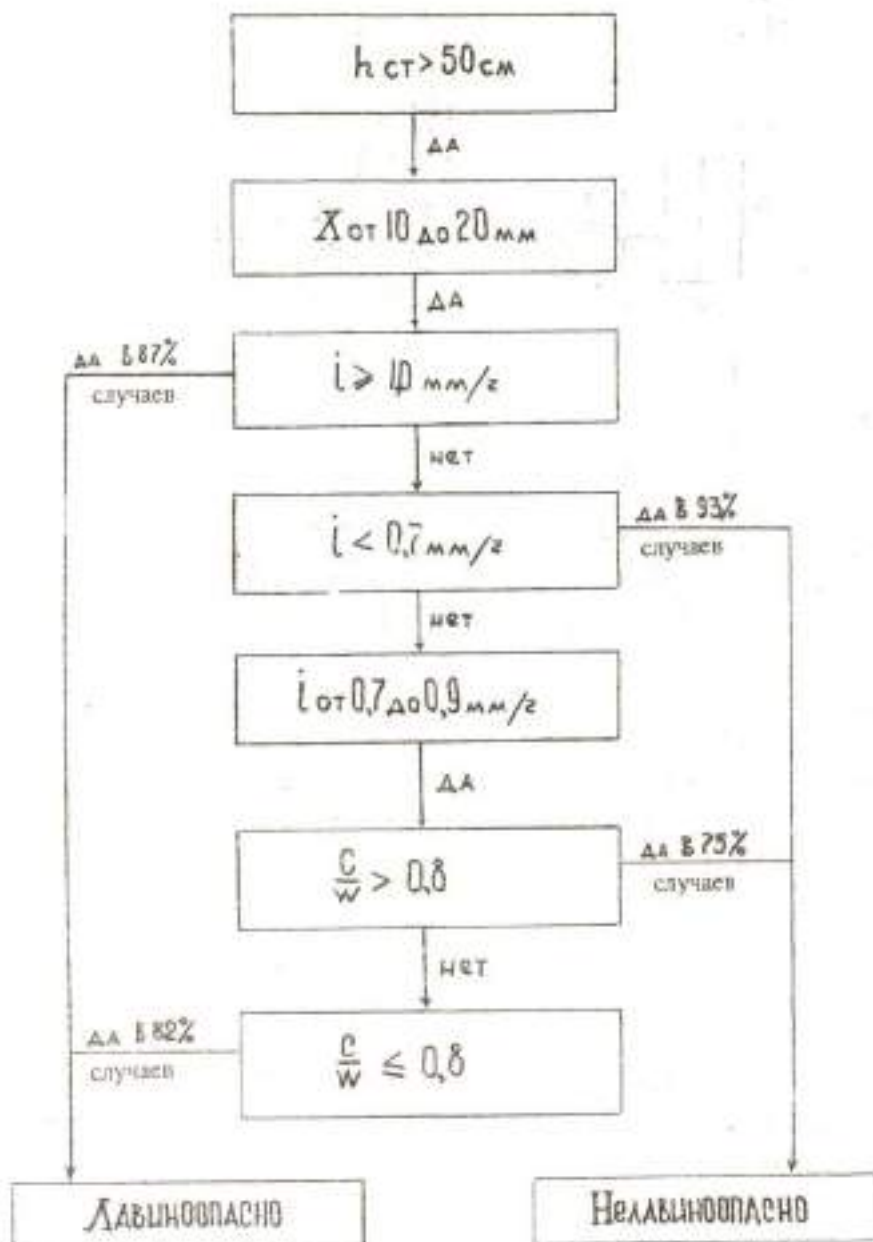 h ст > 50 см
да
X от 10 до 20 мм
да
да в 87%
случаев
i ⩾ 1,0 мм/г
нет
i < 0,7 мм/г
да в 93%
случаев
нет
i от 0,7 до 0,9 мм/г
да
C/w > 0,8
да в 75%
случаев
нет
да в 82%
случаев
C/w ≤ 0,8
Лавиноопасно
Нелавиноопасно